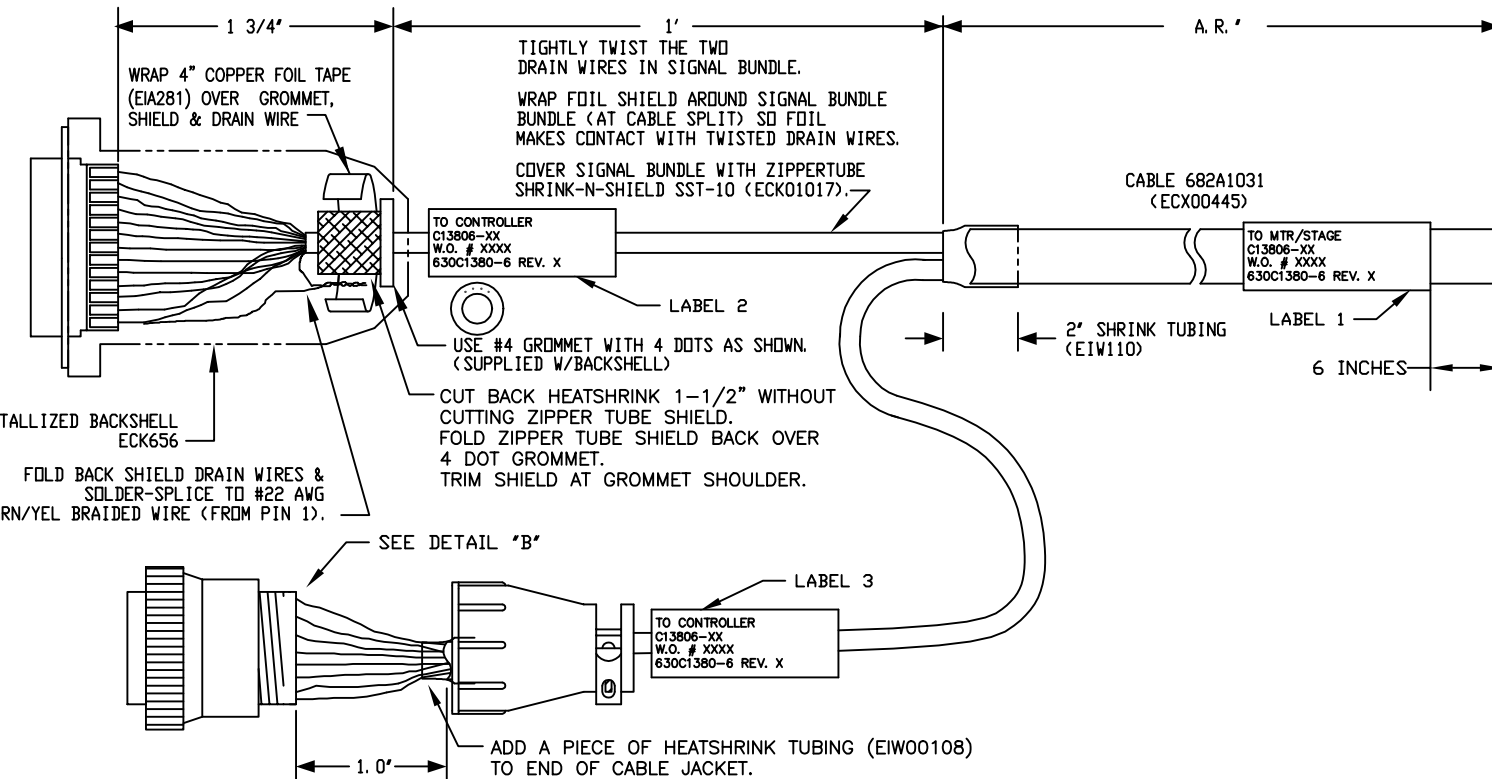 1 3/4"
1'
A.R."
TIGHTLY TWIST THE TWO
DRAIN WIRES IN SIGNAL BUNDLE.
WRAP FOIL SHIELD AROUND SIGNAL BUNDLE
BUNDLE (AT CABLE SPLIT) SO FOIL
MAKES CONTACT WITH TWISTED DRAIN WIRES.
COVER SIGNAL BUNDLE WITH ZIPPERTUBE
SHRINK-N-SHIELD SST-10 (ECK01017).
WRAP 4" COPPER FOIL TAPE
(EIA281) OVER GROMMET,
SHIELD & DRAIN WIRE
CABLE 682A1031
(ECX00445)
TO CONTROLLER
C13806-XX
W.O. # XXXX
630C1380-6 REV. X
TO MTR/STAGE
C13806-XX
W.O. # XXXX
630C1380-6 REV. X
LABEL 2
LABEL 1
2" SHRINK TUBING
(EIW110)
6 INCHES
USE #4 GROMMET WITH 4 DOTS AS SHOWN.
(SUPPLIED W/BACKSHELL)
CUT BACK HEATSHRINK 1-1/2" WITHOUT
CUTTING ZIPPER TUBE SHIELD.
FOLD ZIPPER TUBE SHIELD BACK OVER
4 DOT GROMMET.
TRIM SHIELD AT GROMMET SHOULDER.
TALLIZED BACKSHELL
ECK656
FOLD BACK SHIELD DRAIN WIRES &
SOLDER-SPLICE TO #22 AWG
RN/YEL BRAIDED WIRE (FROM PIN 1).
SEE DETAIL "B"
LABEL 3
TO CONTROLLER
C13806-XX
W.O. # XXXX
630C1380-6 REV. X
ADD A PIECE OF HEATSHRINK TUBING (EIW00108)
TO END OF CABLE JACKET.
1.0"